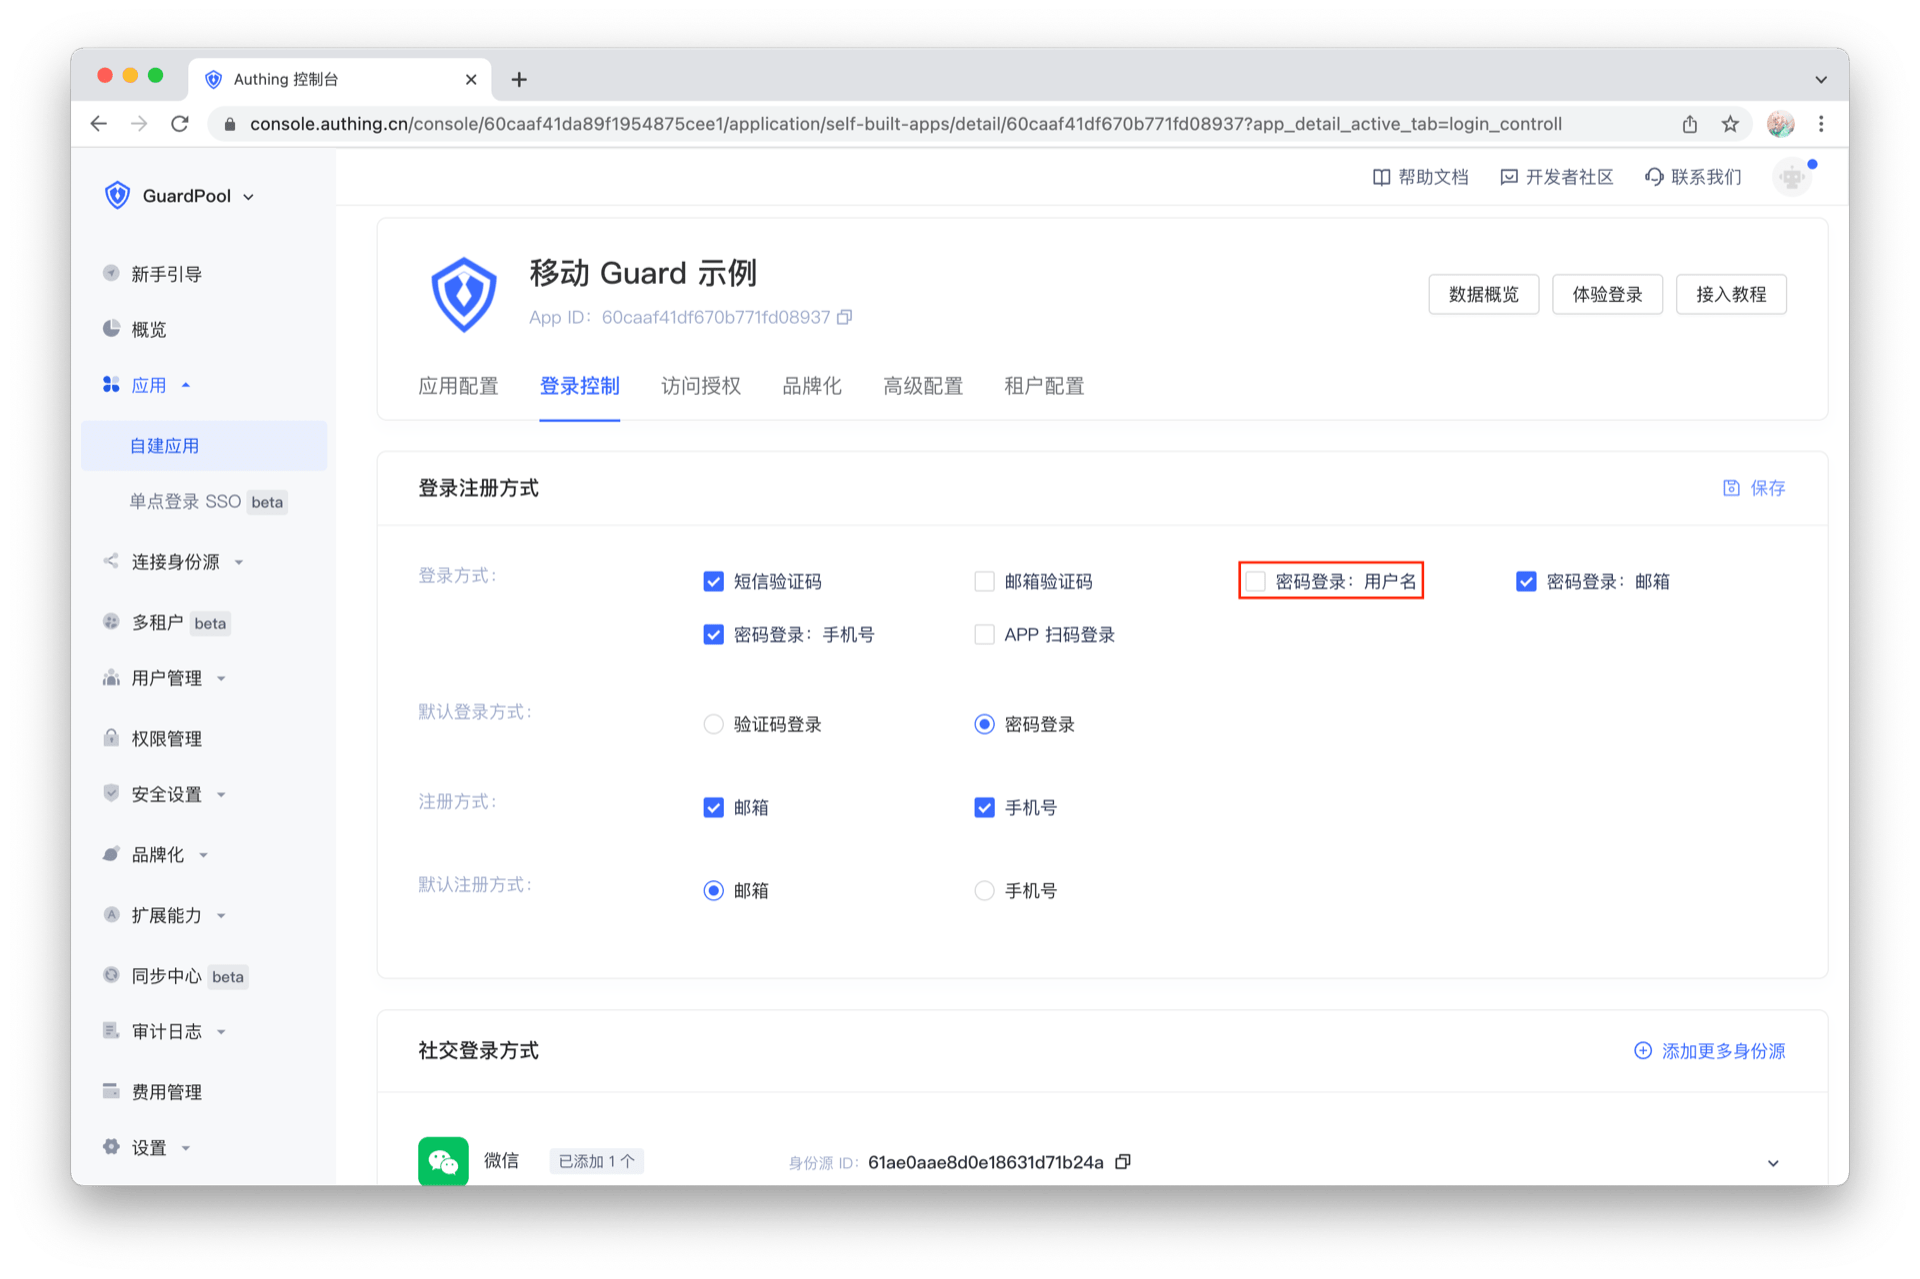 Authing 控制台
console.authing.cn/console/60caaf41da89f1954875cee1/application/self-built-apps/detail/60caaf41df670b771fd08937?app_detail_active_tab=login_controll
GuardPool
帮助文档
开发者社区
联系我们
新手引导
概览
应用
自建应用
单点登录 SSO beta
连接身份源
多租户 beta
用户管理
权限管理
安全设置
品牌化
扩展能力
同步中心 beta
审计日志
费用管理
设置
移动 Guard 示例
App ID: 60caaf41df670b771fd08937
数据概览
体验登录
接入教程
应用配置 登录控制 访问授权 品牌化 高级配置 租户配置
登录注册方式
保存
登录方式:
短信验证码 邮箱验证码 密码登录：用户名 密码登录：邮箱
密码登录：手机号 APP 扫码登录
默认登录方式:
验证码登录 密码登录
注册方式:
邮箱 手机号
默认注册方式:
邮箱 手机号
社交登录方式
添加更多身份源
微信 已添加 1 个 身份源 ID: 61ae0aae8d0e18631d71b24a